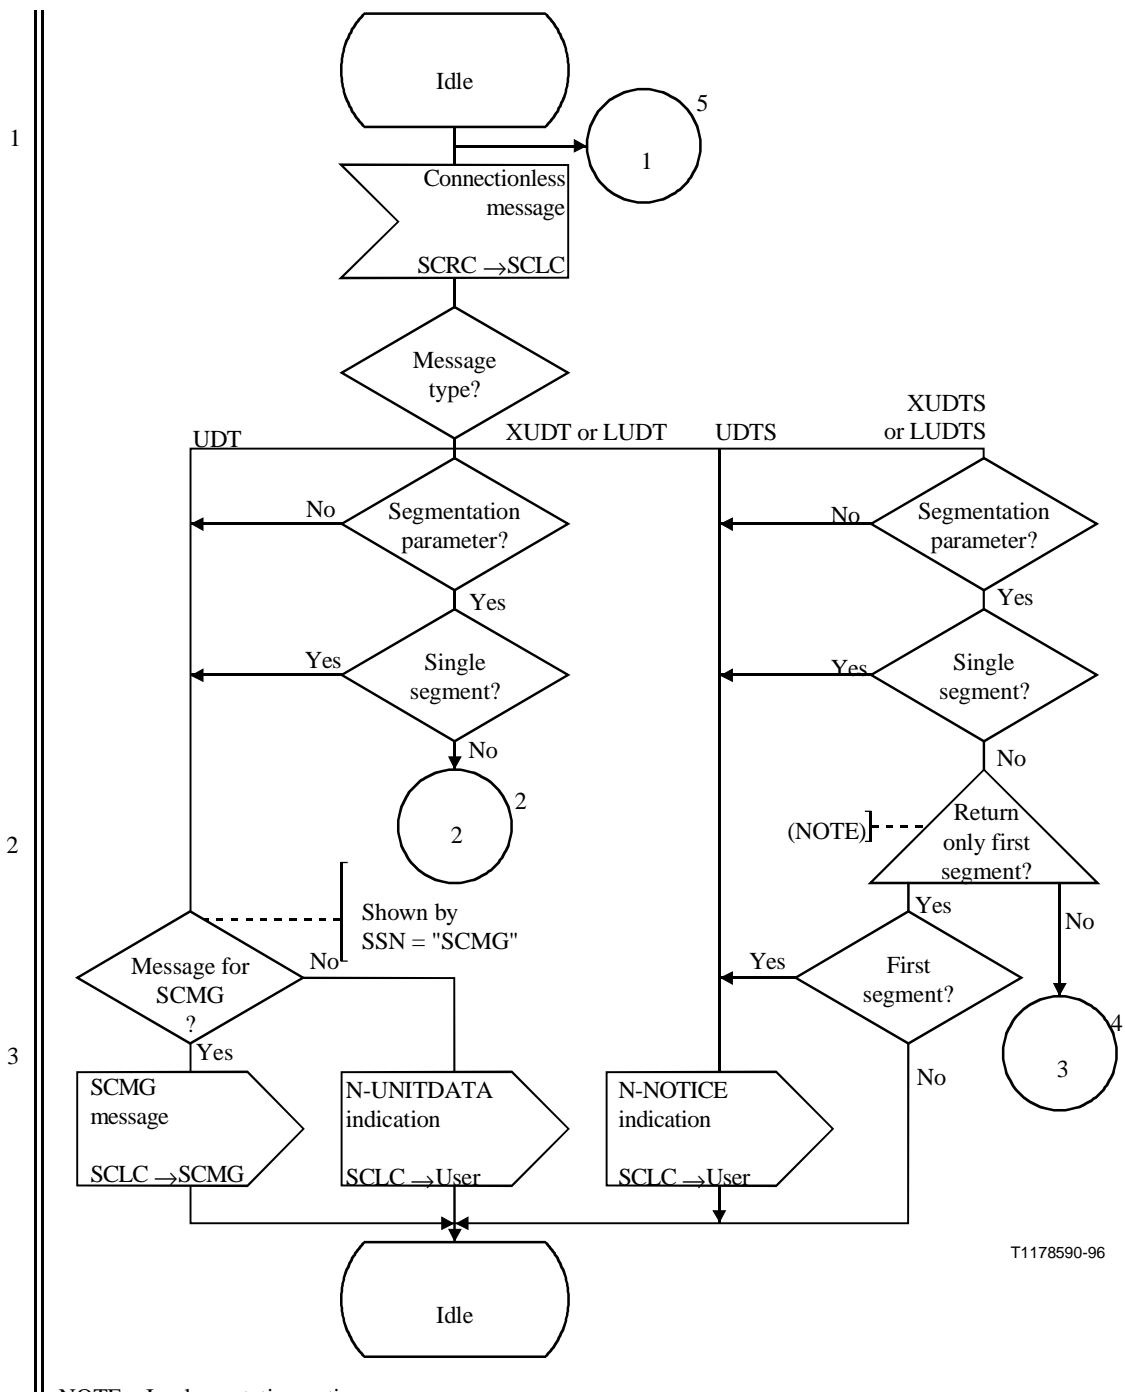 Idle
5
1
1
Connectionless
message
SCRC →SCLC
Message
type?
XUDTS
or LUDTS
UDT
XUDT or LUDT
UDTS
No
Segmentation
parameter?
No
Segmentation
parameter?
Yes
Yes
Yes
Single
segment?
Yes
Single
segment?
No
No
2
2
(NOTE)
Return
only first
segment?
2
Yes
No
Shown by
SSN = "SCMG"
No
Message for
SCMG
?
Yes
First
segment?
4
3
3
Yes
No
SCMG
message
SCLC →SCMG
N-UNITDATA
indication
SCLC →User
N-NOTICE
indication
SCLC →User
T1178590-96
Idle